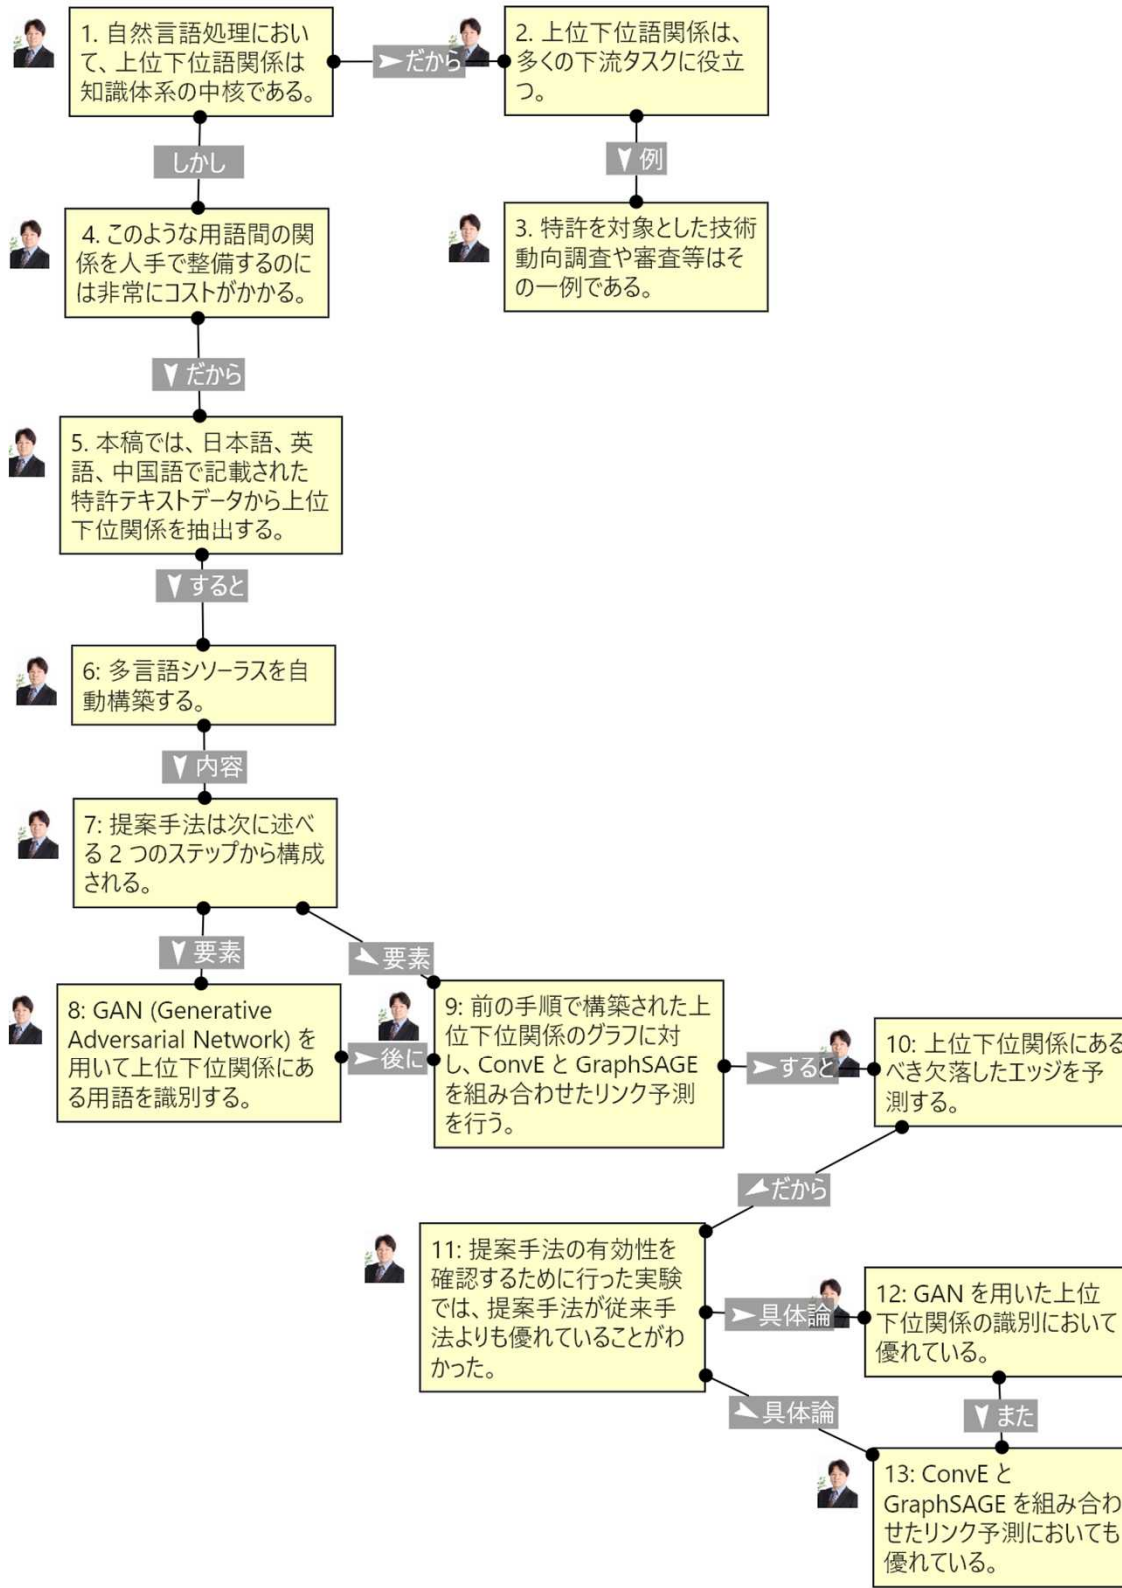 1. 自然言語処理におい
て、上位下位語関係は
知識体系の中核である。
だから
2. 上位下位語関係は、
多くの下流タスクに役立
つ。
しかし
例
4. このような用語間の関
係を人手で整備するのに
は非常にコストがかかる。
3. 特許を対象とした技術
動向調査や審査等はそ
の一例である。
だから
5. 本稿では、日本語、英
語、中国語で記載された
特許テキストデータから上位
下位関係を抽出する。
すると
6: 多言語シソーラスを自
動構築する。
内容
7: 提案手法は次に述べ
る 2 つのステップから構成
される。
要素
要素
8: GAN (Generative
Adversarial Network) を
用いて上位下位関係にあ
る用語を識別する。
後に
9: 前の手順で構築された上
位下位関係のグラフに対
し、ConvE と GraphSAGE
を組み合わせたリンク予測
を行う。
すると
10: 上位下位関係にある
べき欠落したエッジを予
測する。
だから
11: 提案手法の有効性を
確認するために行った実験
では、提案手法が従来手
法よりも優れていることがわ
かった。
具体論
12: GAN を用いた上位
下位関係の識別において
優れている。
具体論
また
13: ConvE と
GraphSAGE を組み合わ
せたリンク予測においても
優れている。